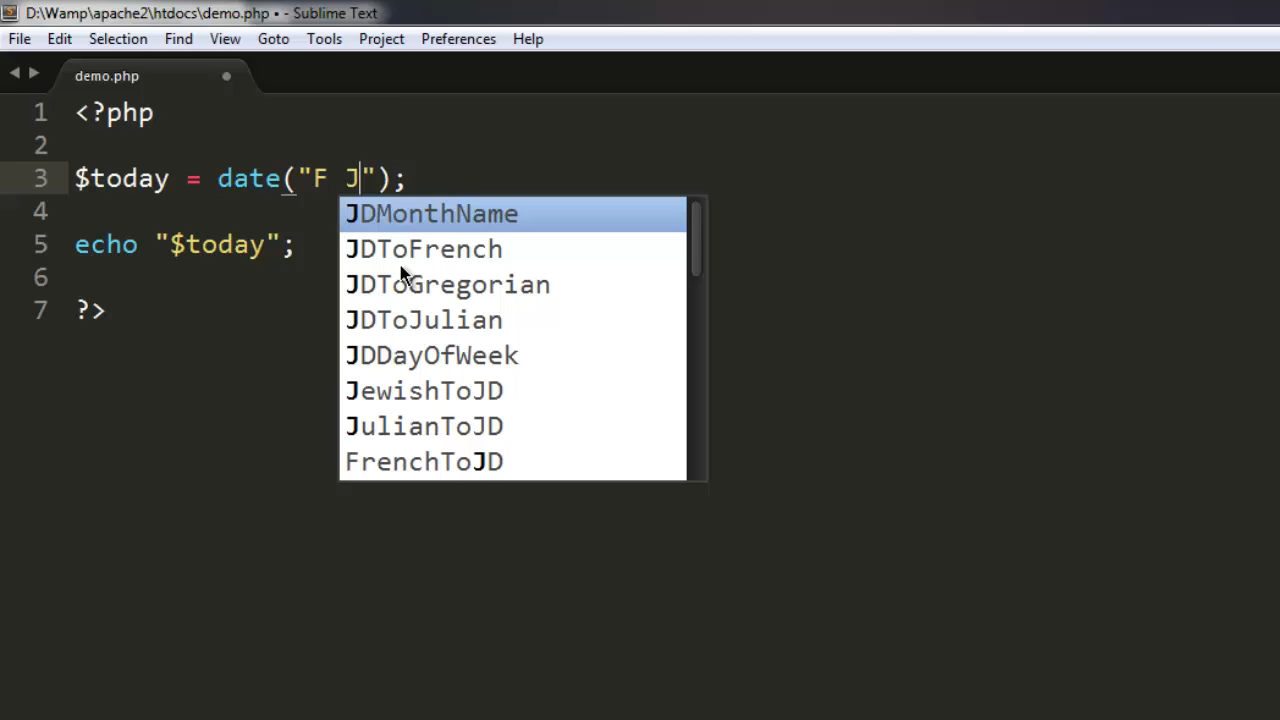 D:\Wamp\apache2\htdocs\demo.php • - Sublime Text
File Edit Selection Find View Goto Tools Project Preferences Help
demo.php
1 <?php
2
3 $today = date("F J");
4
5 echo "$today";
6
7 ?>
JDMonthName
JDToFrench
JDToGregorian
JDToJulian
JDDayOfWeek
JewishToJD
JulianToJD
FrenchToJD